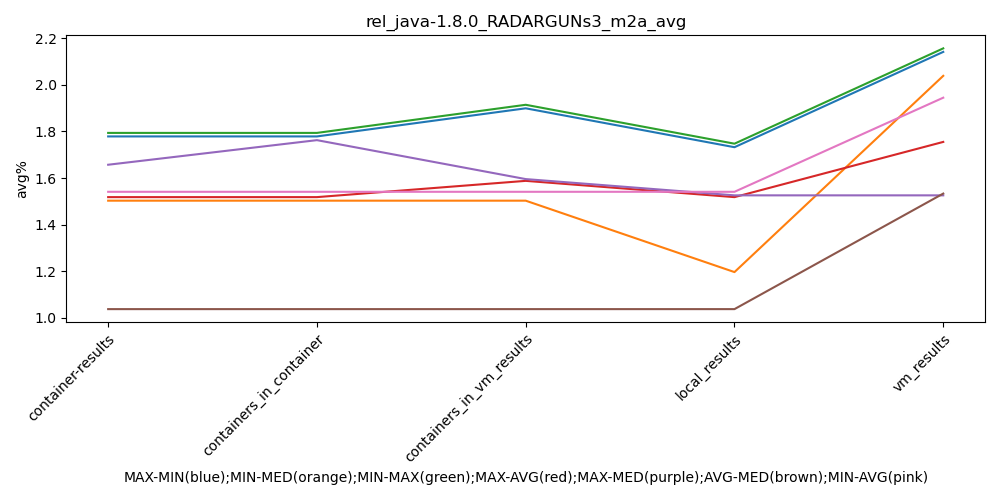 rel_java-1.8.0_RADARGUNs3_m2a_avg
avg%
2.2
2.0
1.8
1.6
1.4
1.2
1.0
container-results
containers_in_container
containers_in_vm_results
local_results
vm_results
MAX-MIN(blue);MIN-MED(orange);MIN-MAX(green);MAX-AVG(red);MAX-MED(purple);AVG-MED(brown);MIN-AVG(pink)